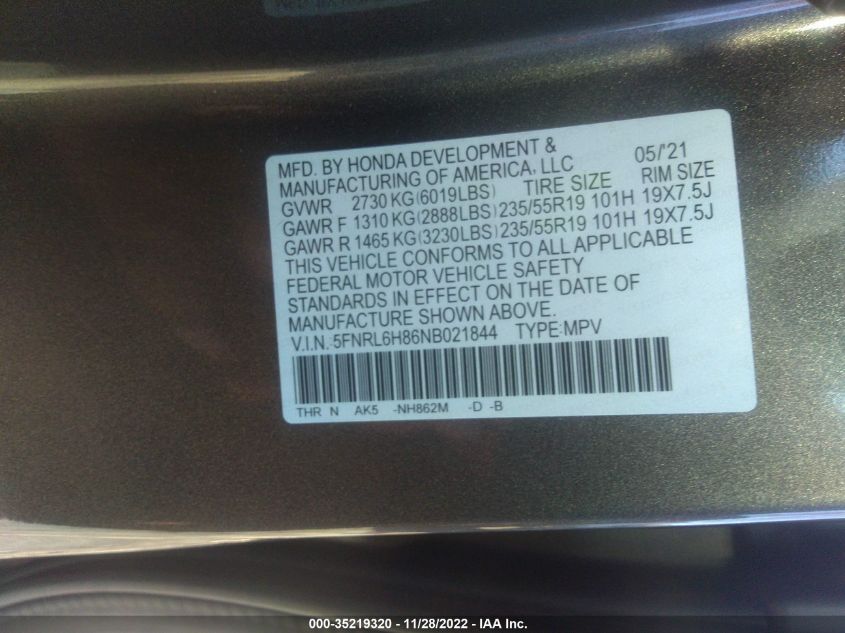 MFD. BY HONDA DEVELOPMENT & 05/'21
MANUFACTURING OF AMERICA, LLC
GVWR 2730 KG (6019LBS) TIRE SIZE RIM SIZE
GAWR F 1310 KG (2888LBS) 235/55R19 101H 19X7.5J
GAWR R 1465 KG (3230LBS) 235/55R19 101H 19X7.5J
THIS VEHICLE CONFORMS TO ALL APPLICABLE
FEDERAL MOTOR VEHICLE SAFETY
STANDARDS IN EFFECT ON THE DATE OF
MANUFACTURE SHOWN ABOVE.
V.I.N.:5FNRL6H86NB021844 TYPE:MPV
THR N AK5 -NH862M -D -B
000-35219320 - 11/28/2022 - IAA Inc.